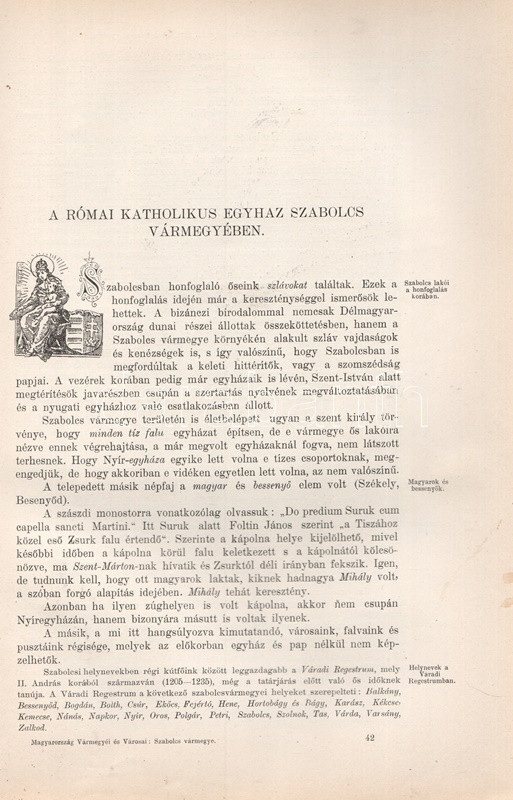 A RÓMAI KATHOLIKUS EGYHAZ SZABOLCS
VÁRMEGYÉBEN.
Szabolcsban honfoglaló őseink szlávokat találtak. Ezek a
honfoglalás idején már a kereszténységgel ismerősök le-
hettek. A bizánczi birodalommal nemcsak Délmagyar-
ország dunai részei állottak összeköttetésben, hanem a
Szabolcs vármegye környékén alakult szláv vajdaságok
és kenézségek is, s így valószínű, hogy Szabolcsban is
megfordúltak a keleti hittérítők, vagy a szomszédság
papjai. A vezérek korában pedig már egyházaik is lévén, Szent-István alatt
megtérítésök javarészben csupán a szertartás nyelvének megváltoztatásában
és a nyugati egyházhoz való csatlakozásban állott.
Szabolcs lakói
a honfoglalás
korában.
Szabolcs vármegye területén is életbelépett ugyan a szent király tör-
vénye, hogy minden tíz falu egyházat építsen, de e vármegye ős lakóira
nézve ennek végrehajtása, a már megvolt egyházaknál fogva, nem látszott
terhesnek. Hogy Nyír-egyháza egyike lett volna e tizes csoportoknak, meg-
engedjük, de hogy akkoriban e vidéken egyetlen lett volna, az nem valószínű.
A telepedett másik népfaj a magyar és bessenyő elem volt (Székely,
Besenyőd).
Magyarok és
bessenyők.
A szászdi monostorra vonatkozólag olvassuk: „Do predium Suruk cum
capella sancti Martini." Itt Suruk alatt Foltin János szerint „a Tiszához
közel eső Zsurk falu értendő". Szerinte a kápolna helye kijelölhető, mivel
későbbi időben a kápolna körül falu keletkezett s a kápolnától kölcsö-
nözve, ma Szent-Márton-nak hívatik és Zsurktól déli irányban fekszik. Igen,
de tudnunk kell, hogy ott magyarok laktak, kiknek hadnagya Mihály volt,
a szóban forgó alapítás idejében. Mihály tehát keresztény.
Azonban ha ilyen zúghelyen is volt kápolna, akkor nem csupán
Nyiregyházán, hanem bizonyára másutt is voltak ilyenek.
A másik, a mi itt hangsúlyozva kimutatandó, városaink, falvaink és
pusztáink régisége, melyek az előkorban egyház és pap nélkül nem kép-
zelhetők.
Szabolcsi helynevekben régi kútfőink között leggazdagabb a Váradi Regestrum, mely
II. András korából származván (1205—1235), még a tatárjárás előtt való ős időknek
tanúja. A Váradi Regestrum a következő szabolcsvármegyei helyeket szerepelteti: Balkány,
Bessenyőd, Bogdán, Boith, Csúr, Ekőcs, Fejértó, Henc, Hortobágy és Bágy, Karász, Kékcse,
Kemecse, Nánás, Napkor, Nyír, Oros, Polgár, Petri, Szabolcs, Szolnok, Tas, Várda, Varsány,
Zalkod.
Helynevek a
Váradi
Regestrumban.
Magyarország Vármegyéi és Városai: Szabolcs vármegye.
42